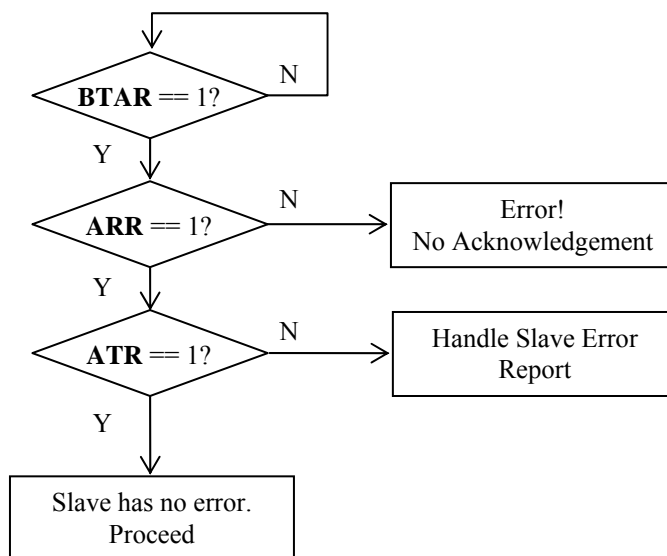 N
BTAR == 1?
Y
N
ARR == 1?
Error!
No Acknowledgement
Y
N
ATR == 1?
Handle Slave Error
Report
Y
Slave has no error.
Proceed